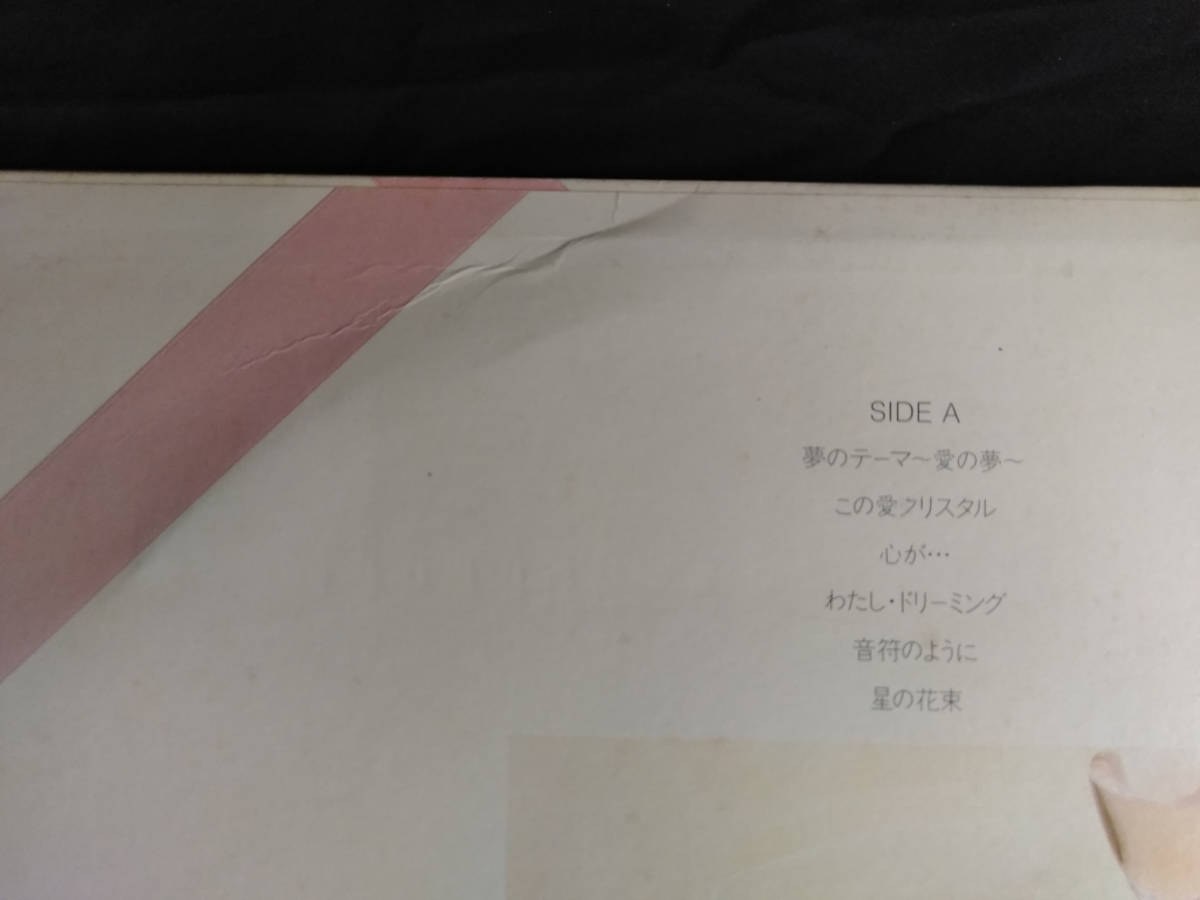 SIDE A
夢のテーマ～愛の夢～
この愛クリスタル
心が…
わたし・ドリーミング
音符のように
星の花束